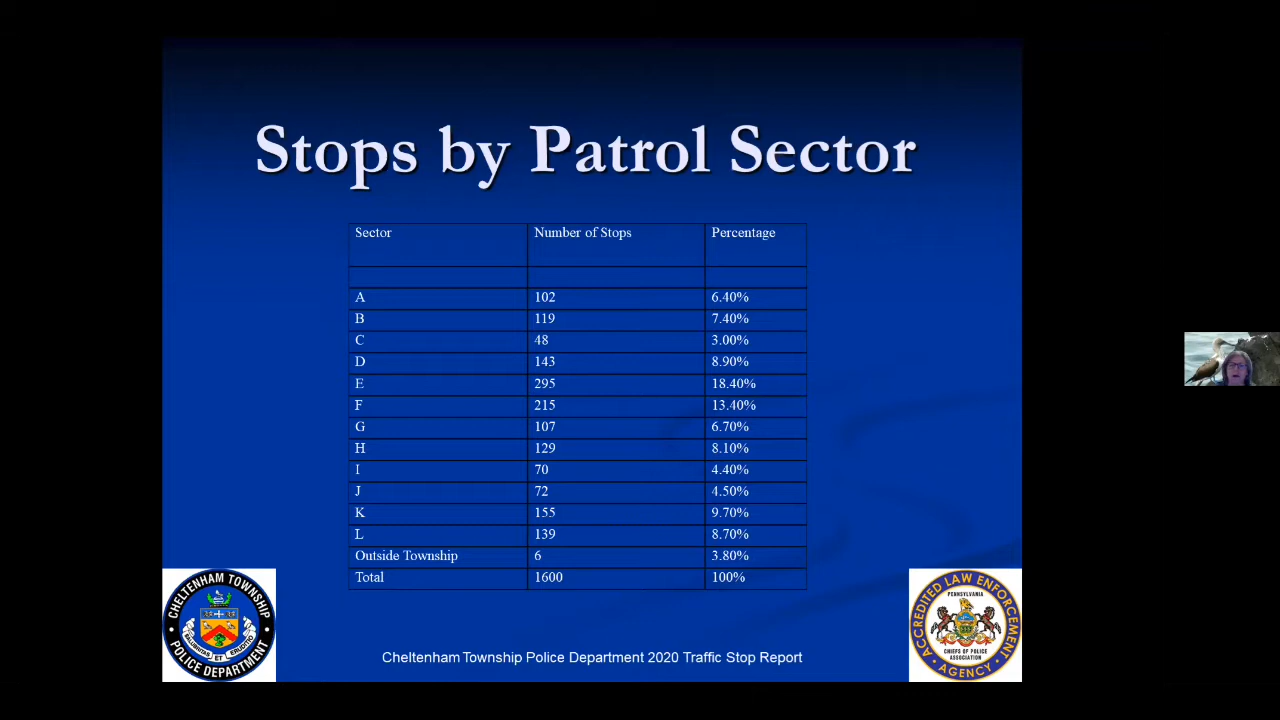 Stops by Patrol Sector
Sector Number of Stops Percentage
A 102 6.40%
B 119 7.40%
C 48 3.00%
D 143 8.90%
E 295 18.40%
F 215 13.40%
G 107 6.70%
H 129 8.10%
I 70 4.40%
J 72 4.50%
K 155 9.70%
L 139 8.70%
Outside Township 6 3.80%
Total 1600 100%
CHELTENHAM TOWNSHIP
POLICE DEPARTMENT
ACCREDITED LAW ENFORCEMENT
PENNSYLVANIA
CHIEFS OF POLICE
ASSOCIATION
AGENCY
Cheltenham Township Police Department 2020 Traffic Stop Report